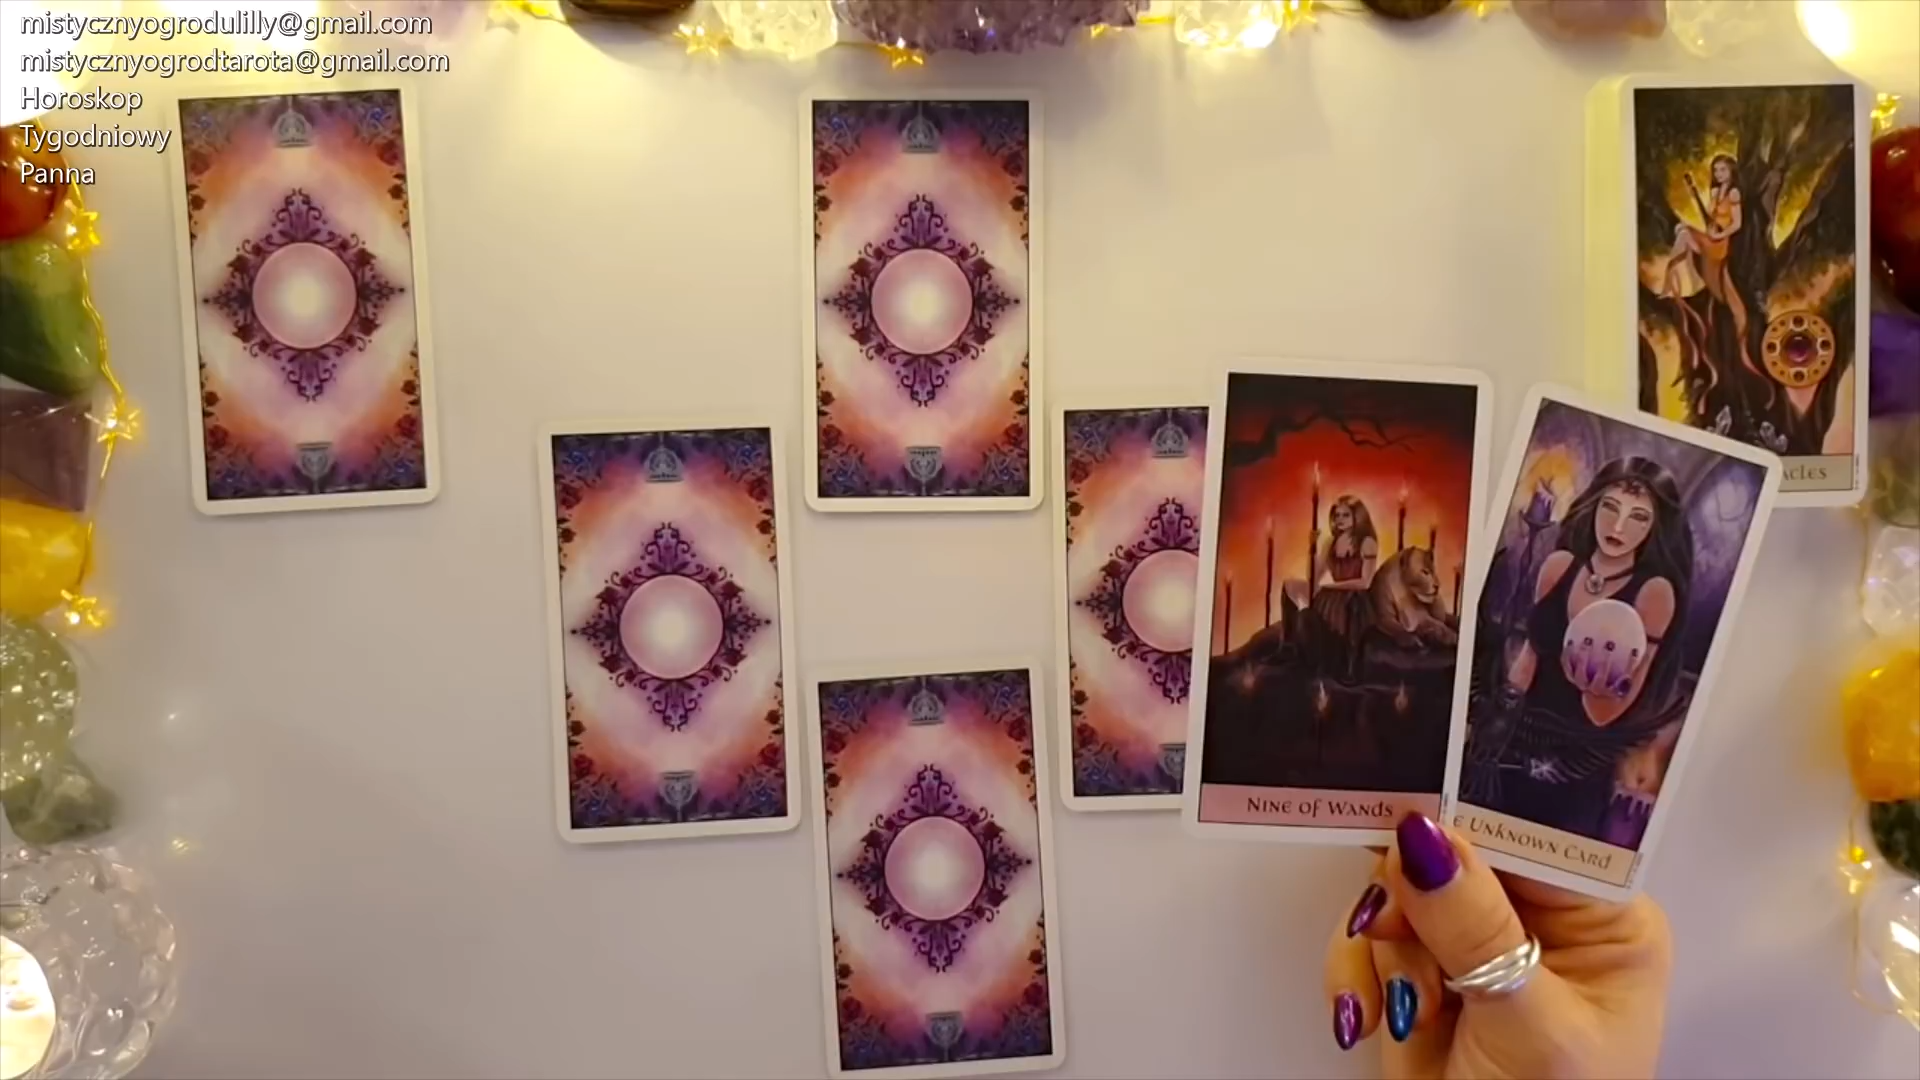 mistycznyogrodulilly@gmail.com
mistycznyogrodtarota@gmail.com
Horoskop
Tygodniowy
Panna
Nine of Wands
Unknown Card